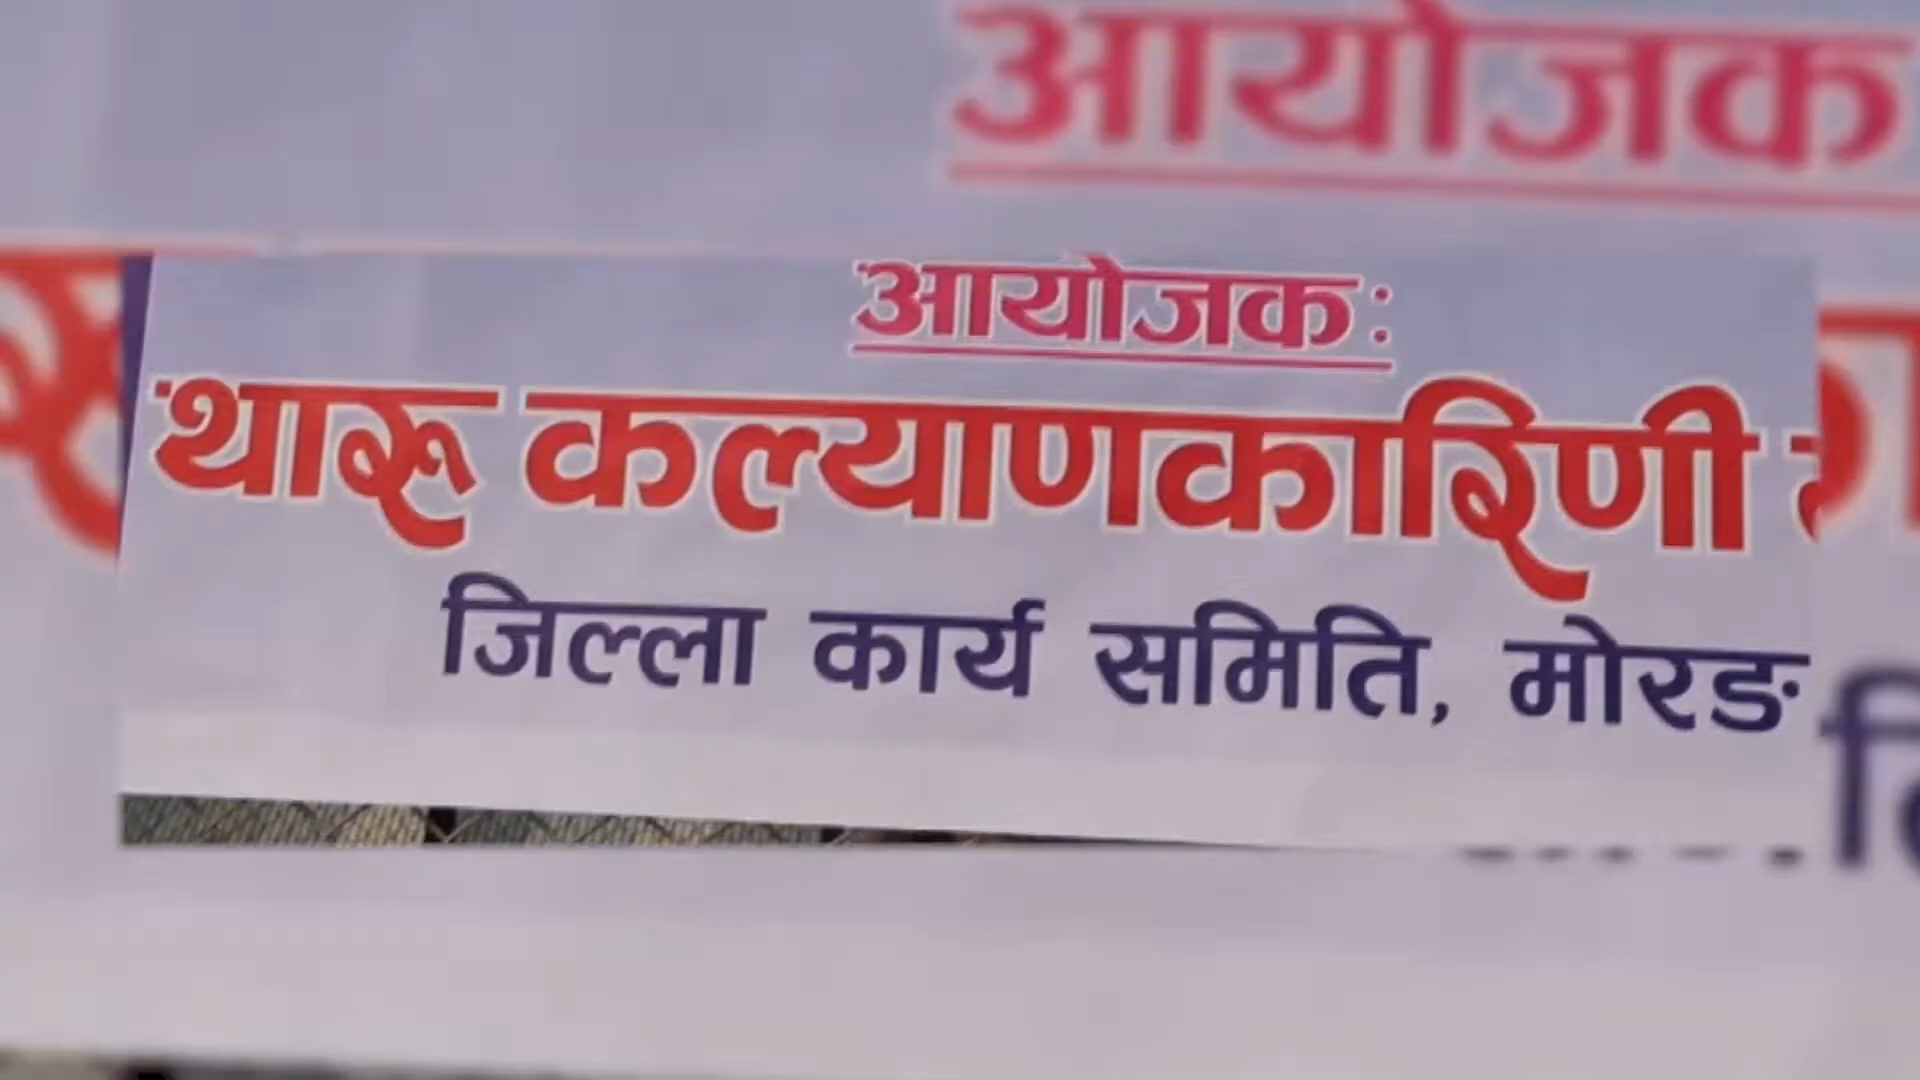 आयोजक
आयोजकः
थारू कल्याणकारिणी
जिल्ला कार्य समिति, मोरङ